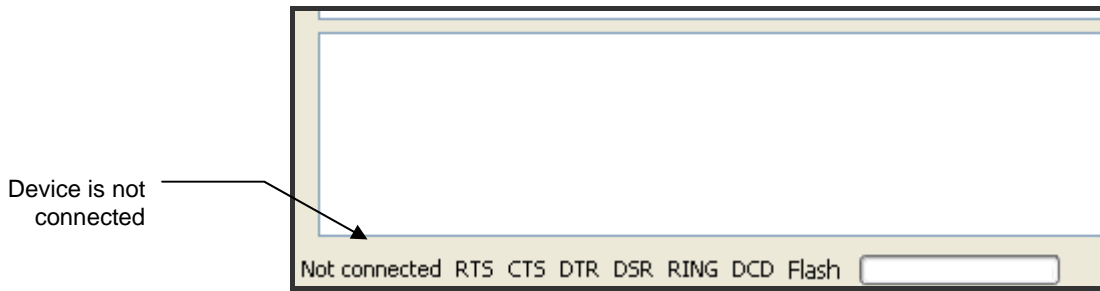 Device is not
connected
Not connected RTS CTS DTR DSR RING DCD Flash